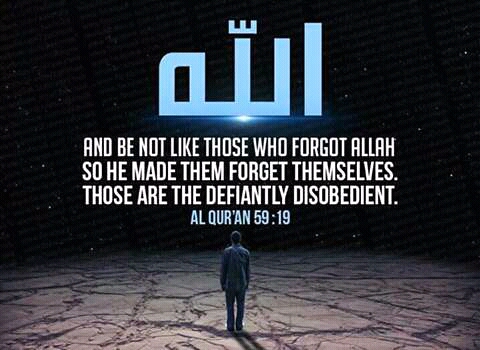 الله
AND BE NOT LIKE THOSE WHO FORGOT ALLAH
SO HE MADE THEM FORGET THEMSELVES.
THOSE ARE THE DEFIANTLY DISOBEDIENT.
AL QUR'AN 59:19